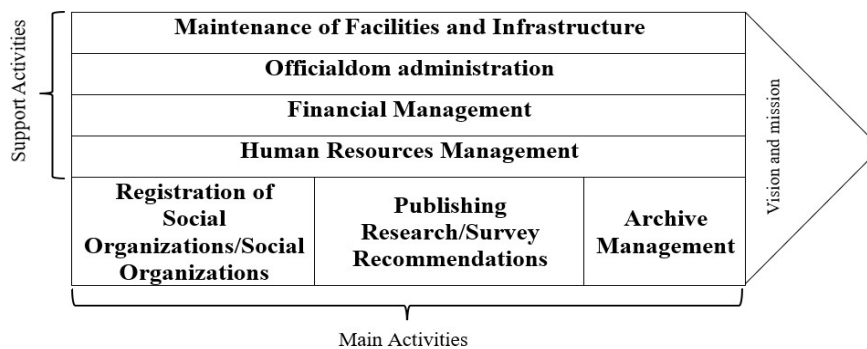 Support Activities
Maintenance of Facilities and Infrastructure
Officialdom administration
Financial Management
Human Resources Management
Registration of
Social
Organizations/Social
Organizations
Publishing
Research/Survey
Recommendations
Archive
Management
Vision and mission
Main Activities